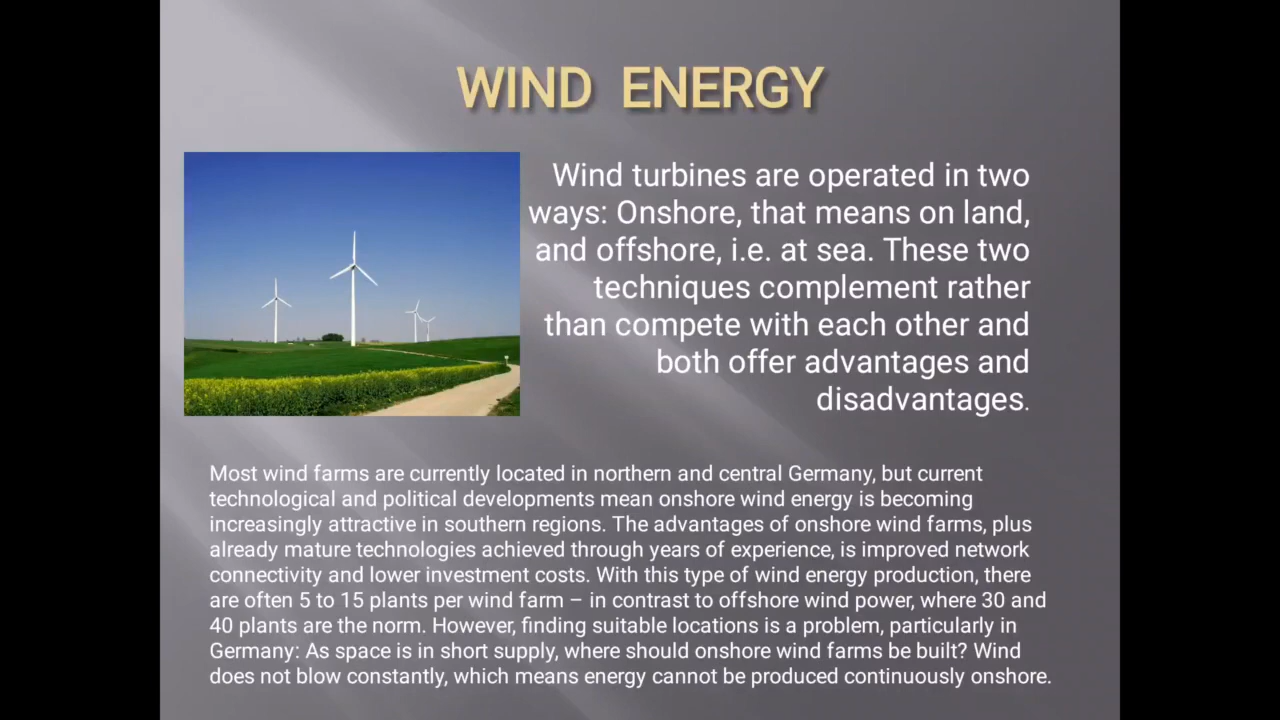 WIND ENERGY
Wind turbines are operated in two
ways: Onshore, that means on land,
and offshore, i.e. at sea. These two
techniques complement rather
than compete with each other and
both offer advantages and
disadvantages.
Most wind farms are currently located in northern and central Germany, but current
technological and political developments mean onshore wind energy is becoming
increasingly attractive in southern regions. The advantages of onshore wind farms, plus
already mature technologies achieved through years of experience, is improved network
connectivity and lower investment costs. With this type of wind energy production, there
are often 5 to 15 plants per wind farm – in contrast to offshore wind power, where 30 and
40 plants are the norm. However, finding suitable locations is a problem, particularly in
Germany: As space is in short supply, where should onshore wind farms be built? Wind
does not blow constantly, which means energy cannot be produced continuously onshore.